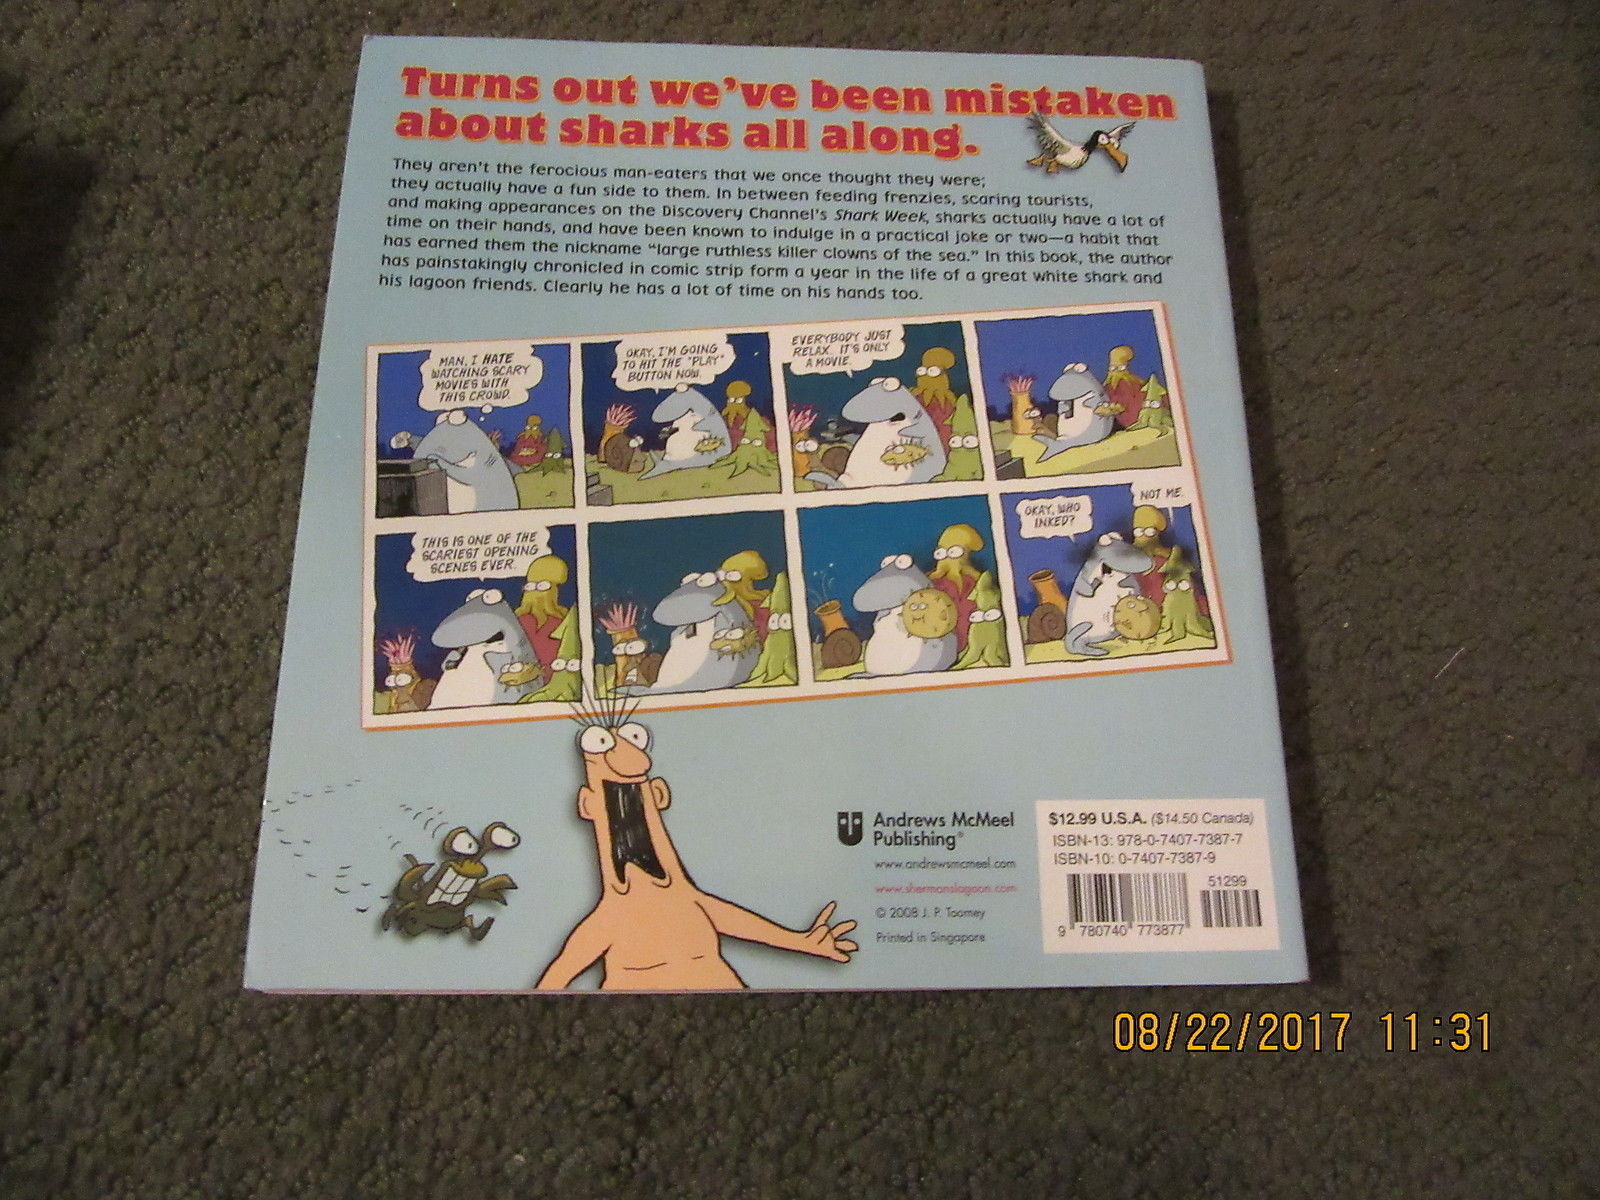 Turns out we've been mistaken
about sharks all along.
They aren't the ferocious man-eaters that we once thought they were;
they actually have a fun side to them. In between feeding frenzies, scaring tourists,
and making appearances on the Discovery Channel's Shark Week, sharks actually have a lot of
time on their hands, and have been known to indulge in a practical joke or two—a habit that
has earned them the nickname "large ruthless killer clowns of the sea." In this book, the author
has painstakingly chronicled in comic strip form a year in the life of a great white shark and
his lagoon friends. Clearly he has a lot of time on his hands too.
MAN, I HATE
WATCHING SCARY
MOVIES WITH
THIS CROWD.
OKAY, I'M GOING
TO HIT THE "PLAY"
BUTTON NOW.
EVERYBODY JUST
RELAX. IT'S ONLY
A MOVIE.
THIS IS ONE OF THE
SCARIEST OPENING
SCENES EVER.
OKAY, WHO
INKED?
NOT ME.
Andrews McMeel
Publishing®
www.andrewsmcmeel.com
www.shermanslagoon.com
© 2008 J. P. Toomey
Printed in Singapore
$12.99 U.S.A. ($14.50 Canada)
ISBN-13: 978-0-7407-7387-7
ISBN-10: 0-7407-7387-9
51299
9 780740 773877
08/22/2017 11:31